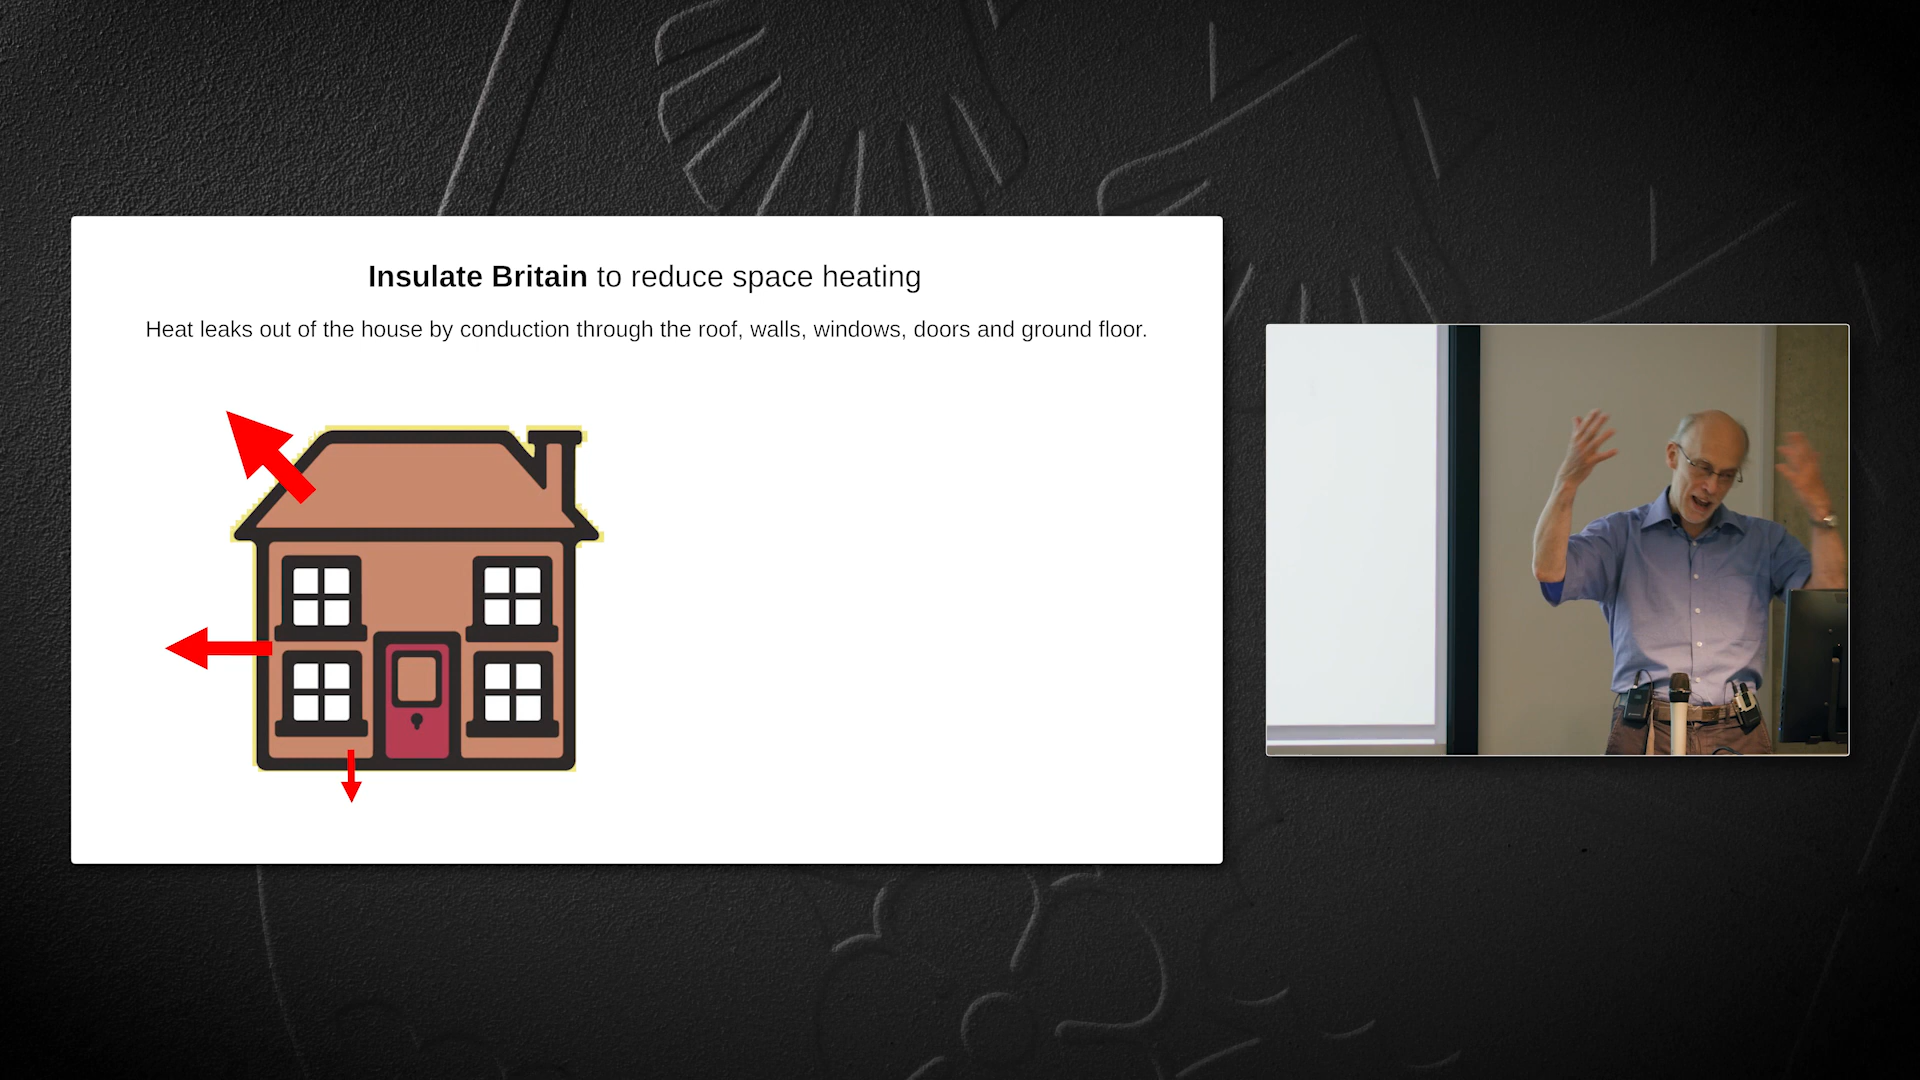 Insulate Britain to reduce space heating
Heat leaks out of the house by conduction through the roof, walls, windows, doors and ground floor.